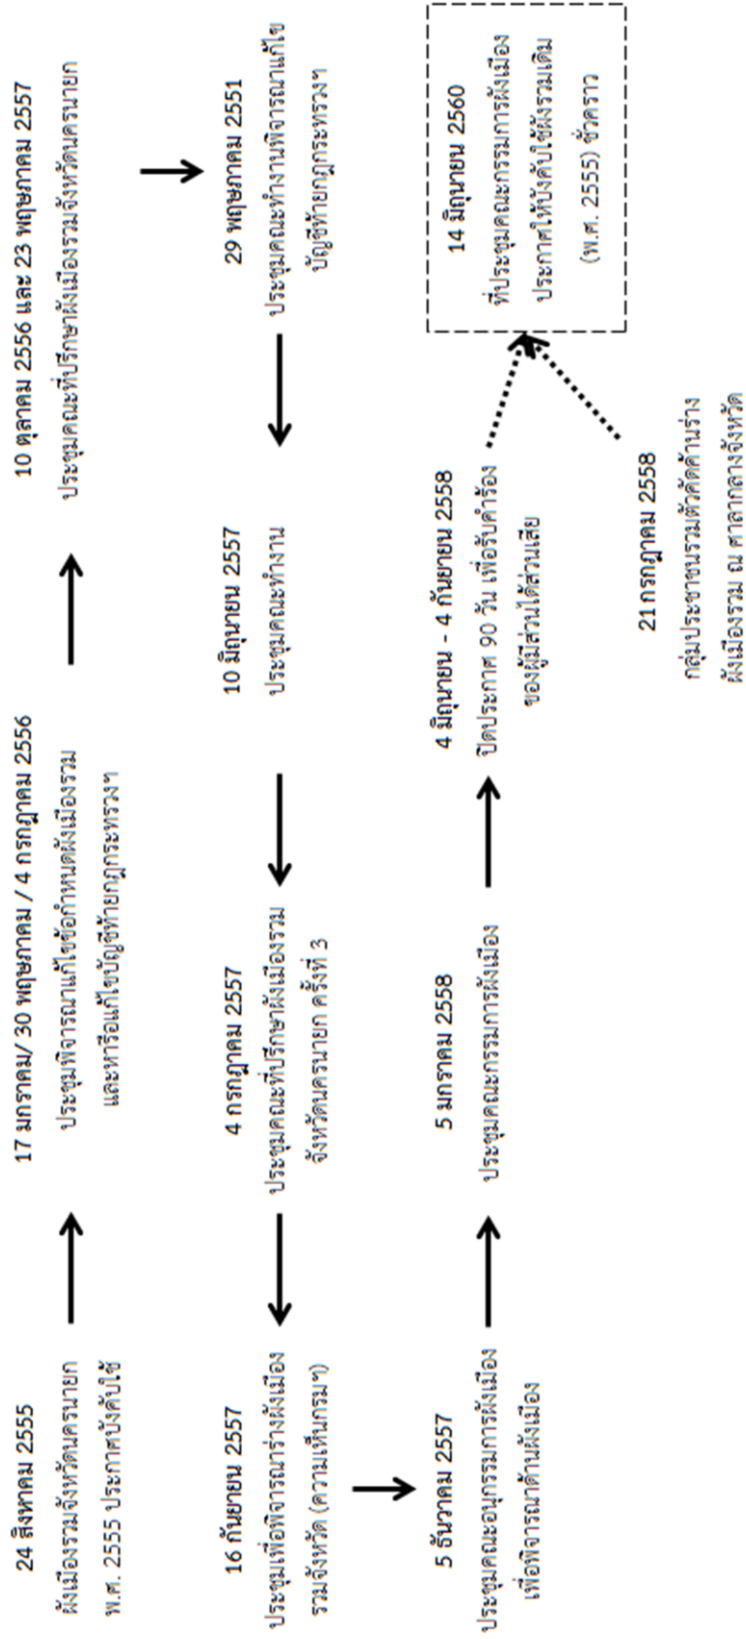 24 สิงหาคม 2555
ผังเมืองรวมจังหวัดนครนายก
พ.ศ. 2555 ประกาศบังคับใช้
17 มกราคม/ 30 พฤษภาคม / 4 กรกฎาคม 2556
ประชุมพิจารณาแก้ไขข้อกำหนดผังเมืองรวม
และหารือแก้ไขบัญชีท้ายกฎกระทรวงฯ
10 ตุลาคม 2556 และ 23 พฤษภาคม 2557
ประชุมคณะที่ปรึกษาผังเมืองรวมจังหวัดนครนายก
29 พฤษภาคม 2551
ประชุมคณะทำงานพิจารณาแก้ไข
บัญชีท้ายกฎกระทรวงฯ
10 มิถุนายน 2557
ประชุมคณะทำงาน
4 กรกฎาคม 2557
ประชุมคณะที่ปรึกษาผังเมืองรวม
จังหวัดนครนายก ครั้งที่ 3
16 กันยายน 2557
ประชุมเพื่อพิจารณาร่างผังเมือง
รวมจังหวัด (ความเห็นกรมฯ)
5 ธันวาคม 2557
ประชุมคณะอนุกรรมการผังเมือง
เพื่อพิจารณาด้านผังเมือง
5 มกราคม 2558
ประชุมคณะกรรมการผังเมือง
4 มิถุนายน - 4 กันยายน 2558
ปิดประกาศ 90 วัน เพื่อรับคำร้อง
ของผู้มีส่วนได้ส่วนเสีย
21 กรกฎาคม 2558
กลุ่มประชาชนรวมตัวคัดค้านร่าง
ผังเมืองรวม ณ ศาลากลางจังหวัด
14 มิถุนายน 2560
ที่ประชุมคณะกรรมการผังเมือง
ประกาศให้บังคับใช้ผังรวมเดิม
(พ.ศ. 2555) ชั่วคราว